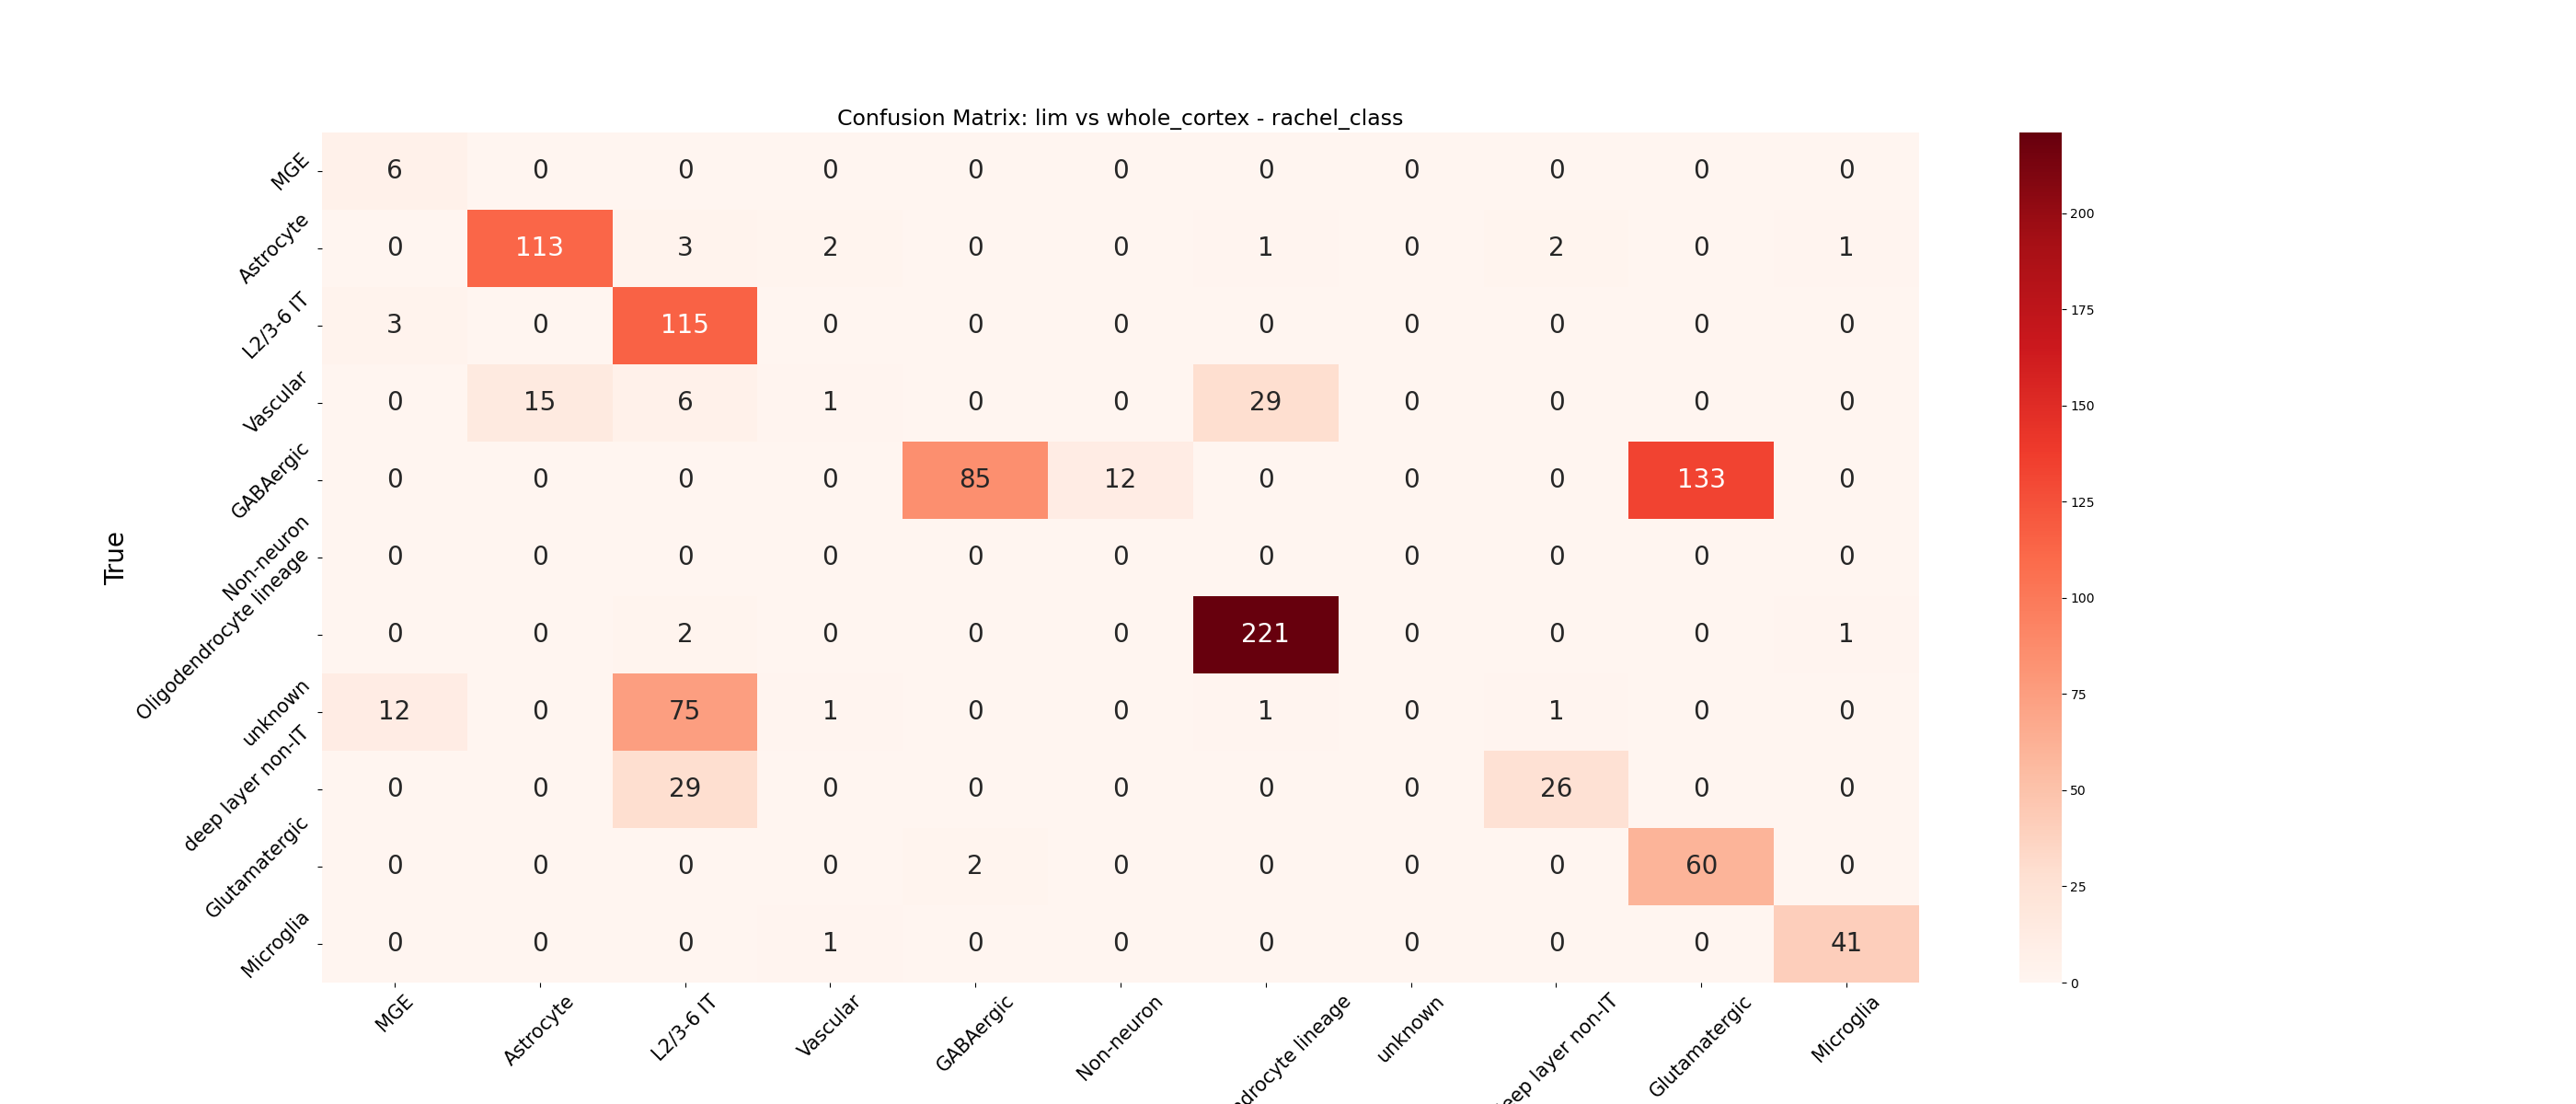 Confusion Matrix: lim vs whole_cortex - rachel_class
True
MGE 6 0 0 0 0 0 0 0 0 0 0
Astrocyte 0 113 3 2 0 0 1 0 2 0 1
L2/3-6 IT 3 0 115 0 0 0 0 0 0 0 0
Vascular 0 15 6 1 0 0 29 0 0 0 0
GABAergic 0 0 0 0 85 12 0 0 0 133 0
Non-neuron 0 0 0 0 0 0 0 0 0 0 0
Oligodendrocyte lineage 0 0 2 0 0 0 221 0 0 0 1
unknown 12 0 75 1 0 0 1 0 1 0 0
deep layer non-IT 0 0 29 0 0 0 0 0 26 0 0
Glutamatergic 0 0 0 0 2 0 0 0 0 60 0
Microglia 0 0 0 1 0 0 0 0 0 0 41
MGE Astrocyte L2/3-6 IT Vascular GABAergic Non-neuron ndrocyte lineage unknown eep layer non-IT Glutamatergic Microglia
200
175
150
125
100
75
50
25
0